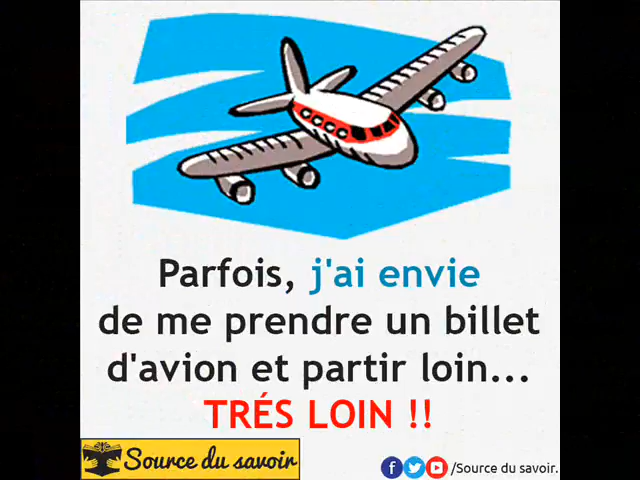 Parfois, j'ai envie
de me prendre un billet
d'avion et partir loin...
TRÉS LOIN !!
Source du savoir
/Source du savoir.